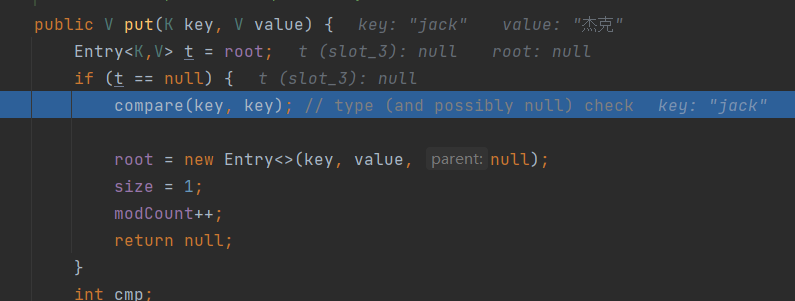 public V put(K key, V value) {   key: "jack"    value: "杰克"
    Entry<K,V> t = root;   t (slot_3): null    root: null
    if (t == null) {   t (slot_3): null
        compare(key, key); // type (and possibly null) check   key: "jack"
        root = new Entry<>(key, value, parent: null);
        size = 1;
        modCount++;
        return null;
    }
    int cmp;